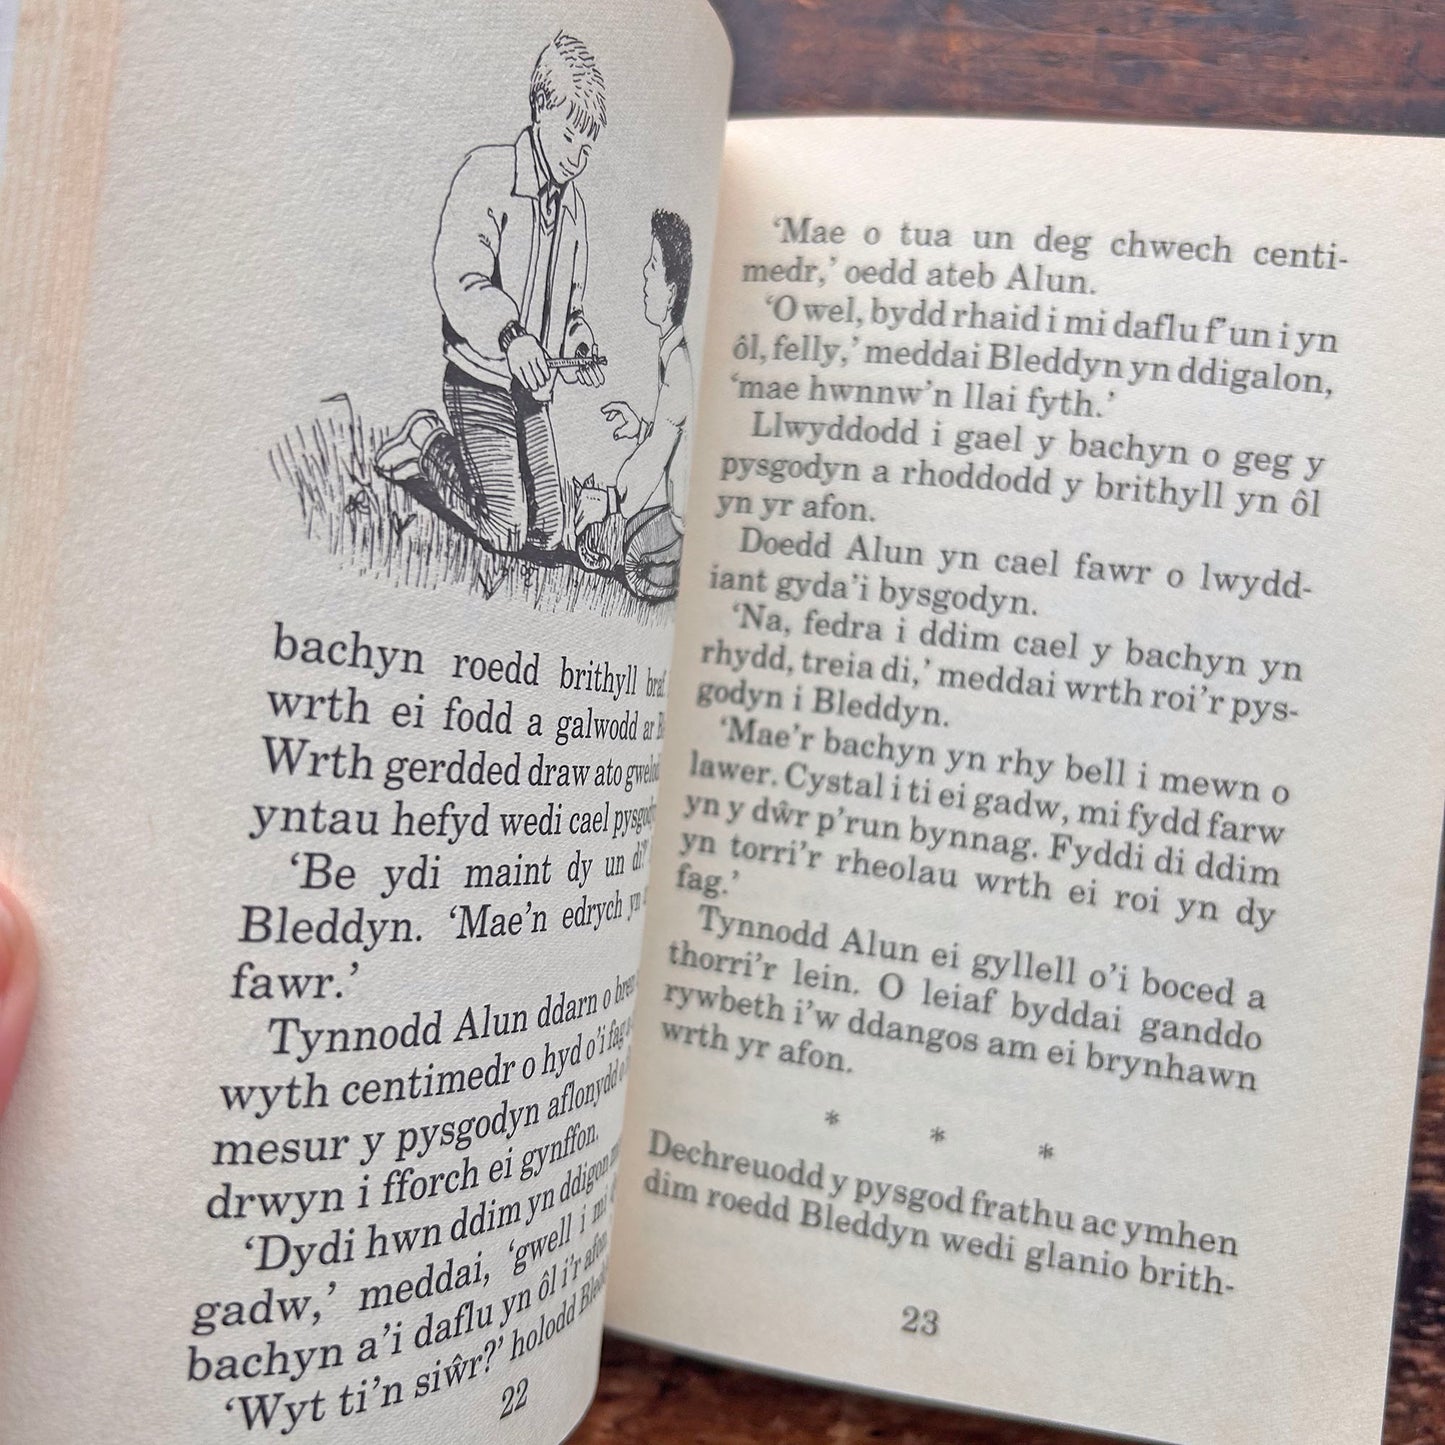 bachyn roedd brithyll
wrth ei fodd a galwodd ar
Wrth gerdded draw ato
yntau hefyd wedi cael
‘Be ydi maint dy un di?’
Bleddyn. ‘Mae’n edrych yn
fawr.’
Tynnodd Alun ddarn o
wyth centimedr o hyd o’i fag
mesur y pysgodyn aflonydd
drwyn i fforch ei gynffon.
‘Dydi hwn ddim yn ddigon
gadw,’ meddai, ‘gwell i mi
bachyn a’i daflu yn ôl i’r afon.
‘Wyt ti’n siŵr?’ holodd
22
‘Mae o tua un deg chwech centi-
medr,’ oedd ateb Alun.
‘O wel, bydd rhaid i mi daflu f’un i yn
ôl, felly,’ meddai Bleddyn yn ddigalon,
‘mae hwnnw’n llai fyth.’
Llwyddodd i gael y bachyn o geg y
pysgodyn a rhoddodd y brithyll yn ôl
yn yr afon.
Doedd Alun yn cael fawr o lwydd-
iant gyda’i bysgodyn.
‘Na, fedra i ddim cael y bachyn yn
rhydd, treia di,’ meddai wrth roi’r pys-
godyn i Bleddyn.
‘Mae’r bachyn yn rhy bell i mewn o
lawer. Cystal i ti ei gadw, mi fydd farw
yn y dŵr p’run bynnag. Fyddi di ddim
yn torri’r rheolau wrth ei roi yn dy
fag.’
Tynnodd Alun ei gyllell o’i boced a
thorri’r lein. O leiaf byddai ganddo
rywbeth i’w ddangos am ei brynhawn
wrth yr afon.
* * *
Dechreuodd y pysgod frathu ac ymhen
dim roedd Bleddyn wedi glanio brith-
23